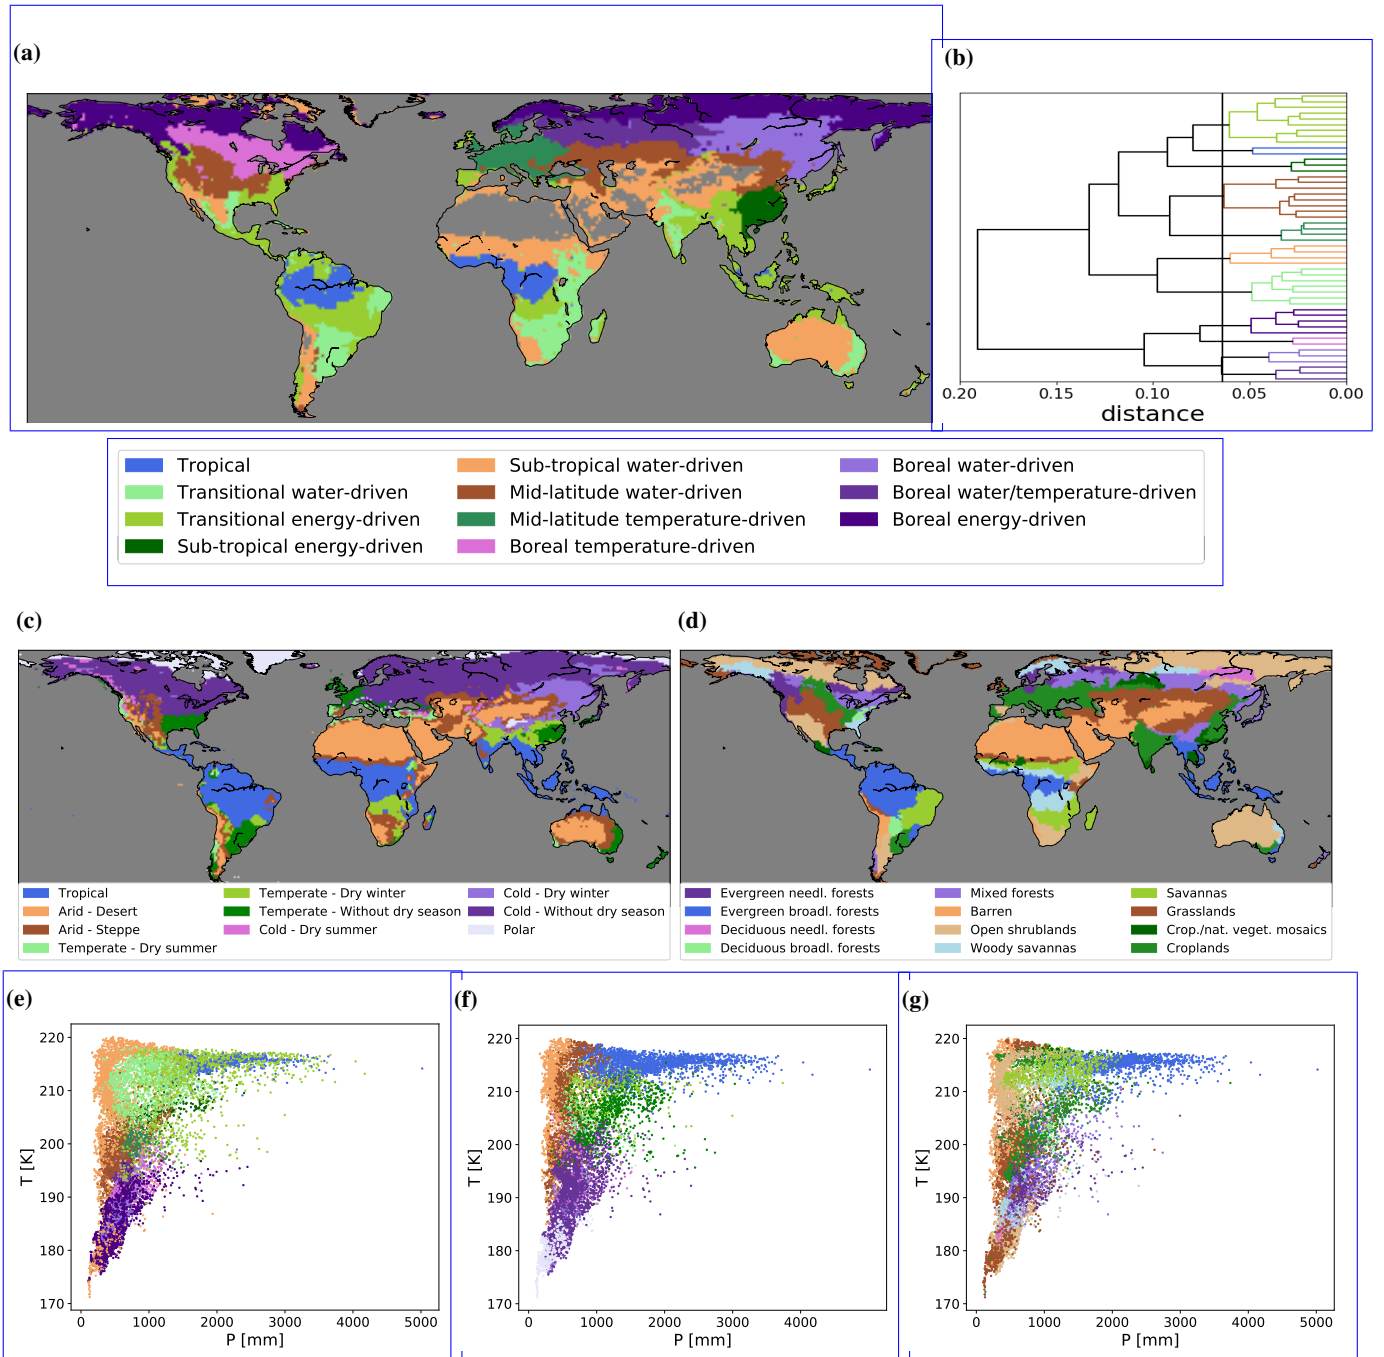 (a)
(b)
0.20 0.15 0.10 0.05 0.00
distance
Tropical
Transitional water-driven
Transitional energy-driven
Sub-tropical energy-driven
Sub-tropical water-driven
Mid-latitude water-driven
Mid-latitude temperature-driven
Boreal temperature-driven
Boreal water-driven
Boreal water/temperature-driven
Boreal energy-driven
(c)
Tropical
Arid - Desert
Arid - Steppe
Temperate - Dry summer
Temperate - Dry winter
Temperate - Without dry season
Cold - Dry summer
Cold - Dry winter
Cold - Without dry season
Polar
(d)
Evergreen needl. forests
Evergreen broadl. forests
Deciduous needl. forests
Deciduous broadl. forests
Mixed forests
Barren
Open shrublands
Woody savannas
Savannas
Grasslands
Crop./nat. veget. mosaics
Croplands
(e)
T [K]
220
210
200
190
180
170
0 1000 2000 3000 4000 5000
P [mm]
(f)
T [K]
220
210
200
190
180
170
0 1000 2000 3000 4000
P [mm]
(g)
T [K]
220
210
200
190
180
170
0 1000 2000 3000 4000 5000
P [mm]